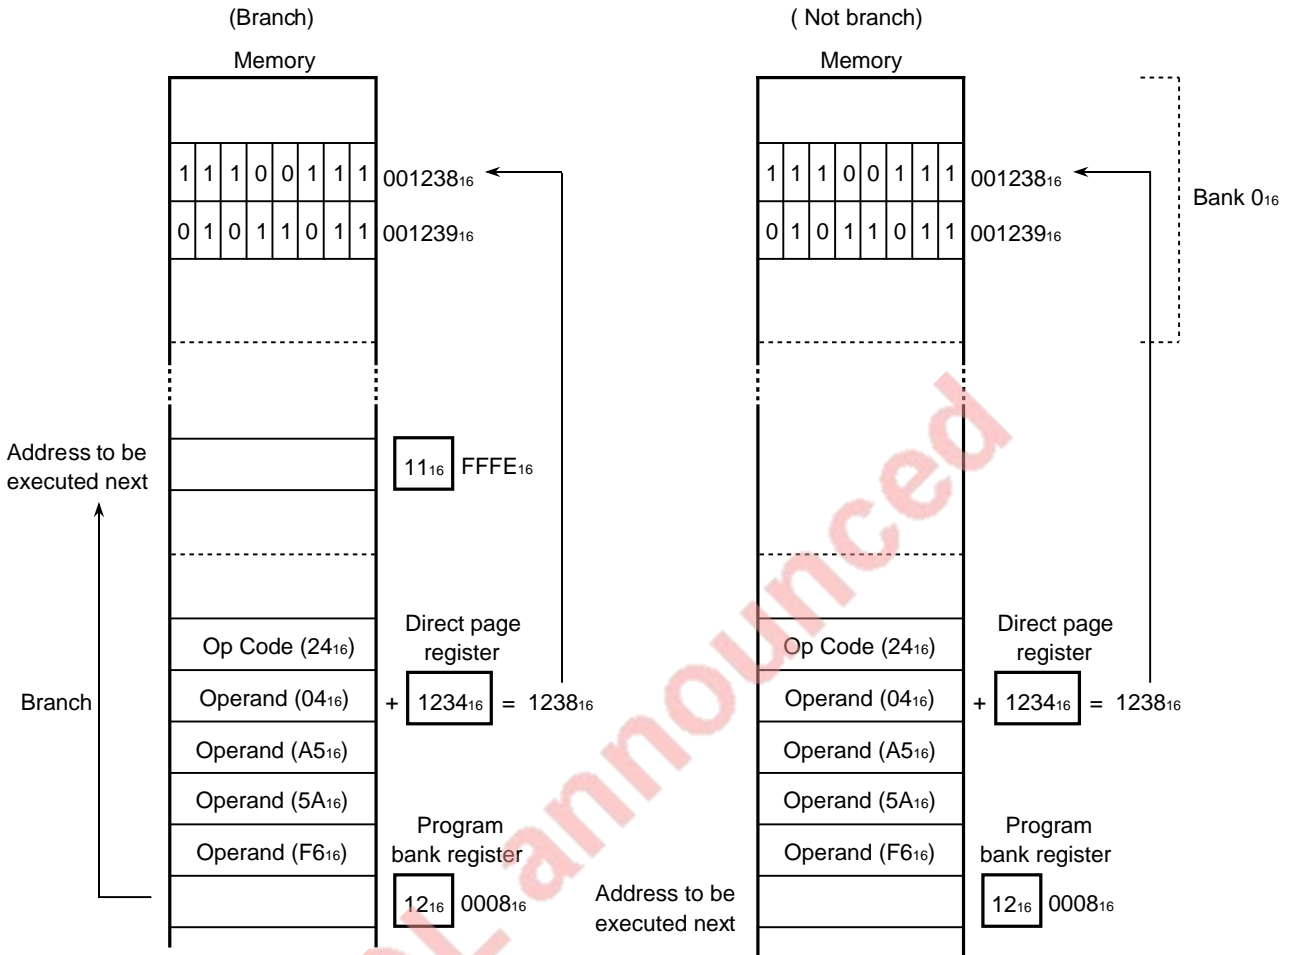 (Branch)
( Not branch)
Memory
Memory
1 1 1 0 0 1 1 1 001238₁₆
1 1 1 0 0 1 1 1 001238₁₆
Bank 0₁₆
0 1 0 1 1 0 1 1 001239₁₆
0 1 0 1 1 0 1 1 001239₁₆
Address to be
executed next
11₁₆ FFFE₁₆
Op Code (24₁₆)
Direct page
register
Op Code (24₁₆)
Direct page
register
Branch
Operand (04₁₆) + 1234₁₆ = 1238₁₆
Operand (04₁₆) + 1234₁₆ = 1238₁₆
Operand (A5₁₆)
Operand (A5₁₆)
Operand (5A₁₆)
Operand (5A₁₆)
Operand (F6₁₆)
Program
bank register
Operand (F6₁₆)
Program
bank register
12₁₆ 0008₁₆
Address to be
executed next
12₁₆ 0008₁₆
announced